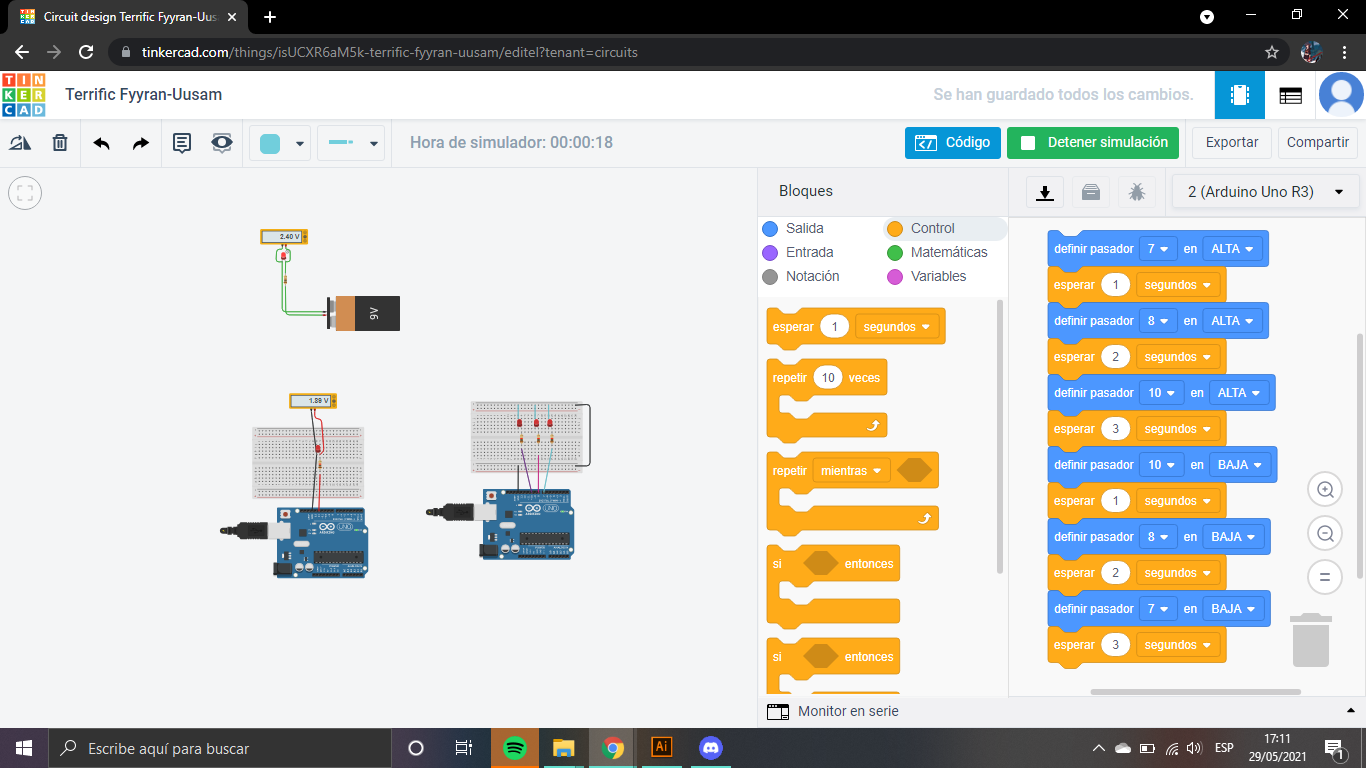 Circuit design Terrific Fyyran-Uus
tinkercad.com/things/isUCXR6aM5k-terrific-fyyran-uusam/editel?tenant=circuits
TIN
KER
CAD
Terrific Fyyran-Uusam
Se han guardado todos los cambios.
Hora de simulador: 00:00:18
Código
Detener simulación
Exportar
Compartir
Bloques
2 (Arduino Uno R3)
Salida
Control
Entrada
Matemáticas
Notación
Variables
esperar 1 segundos
repetir 10 veces
repetir mientras
si entonces
si entonces
definir pasador 7 en ALTA
esperar 1 segundos
definir pasador 8 en ALTA
esperar 2 segundos
definir pasador 10 en ALTA
esperar 3 segundos
definir pasador 10 en BAJA
esperar 1 segundos
definir pasador 8 en BAJA
esperar 2 segundos
definir pasador 7 en BAJA
esperar 3 segundos
2.40 V
9V
1.89 V
UNO
ARDUINO
UNO
ARDUINO
Monitor en serie
Escribe aquí para buscar
Ai
ESP
17:11
29/05/2021
1